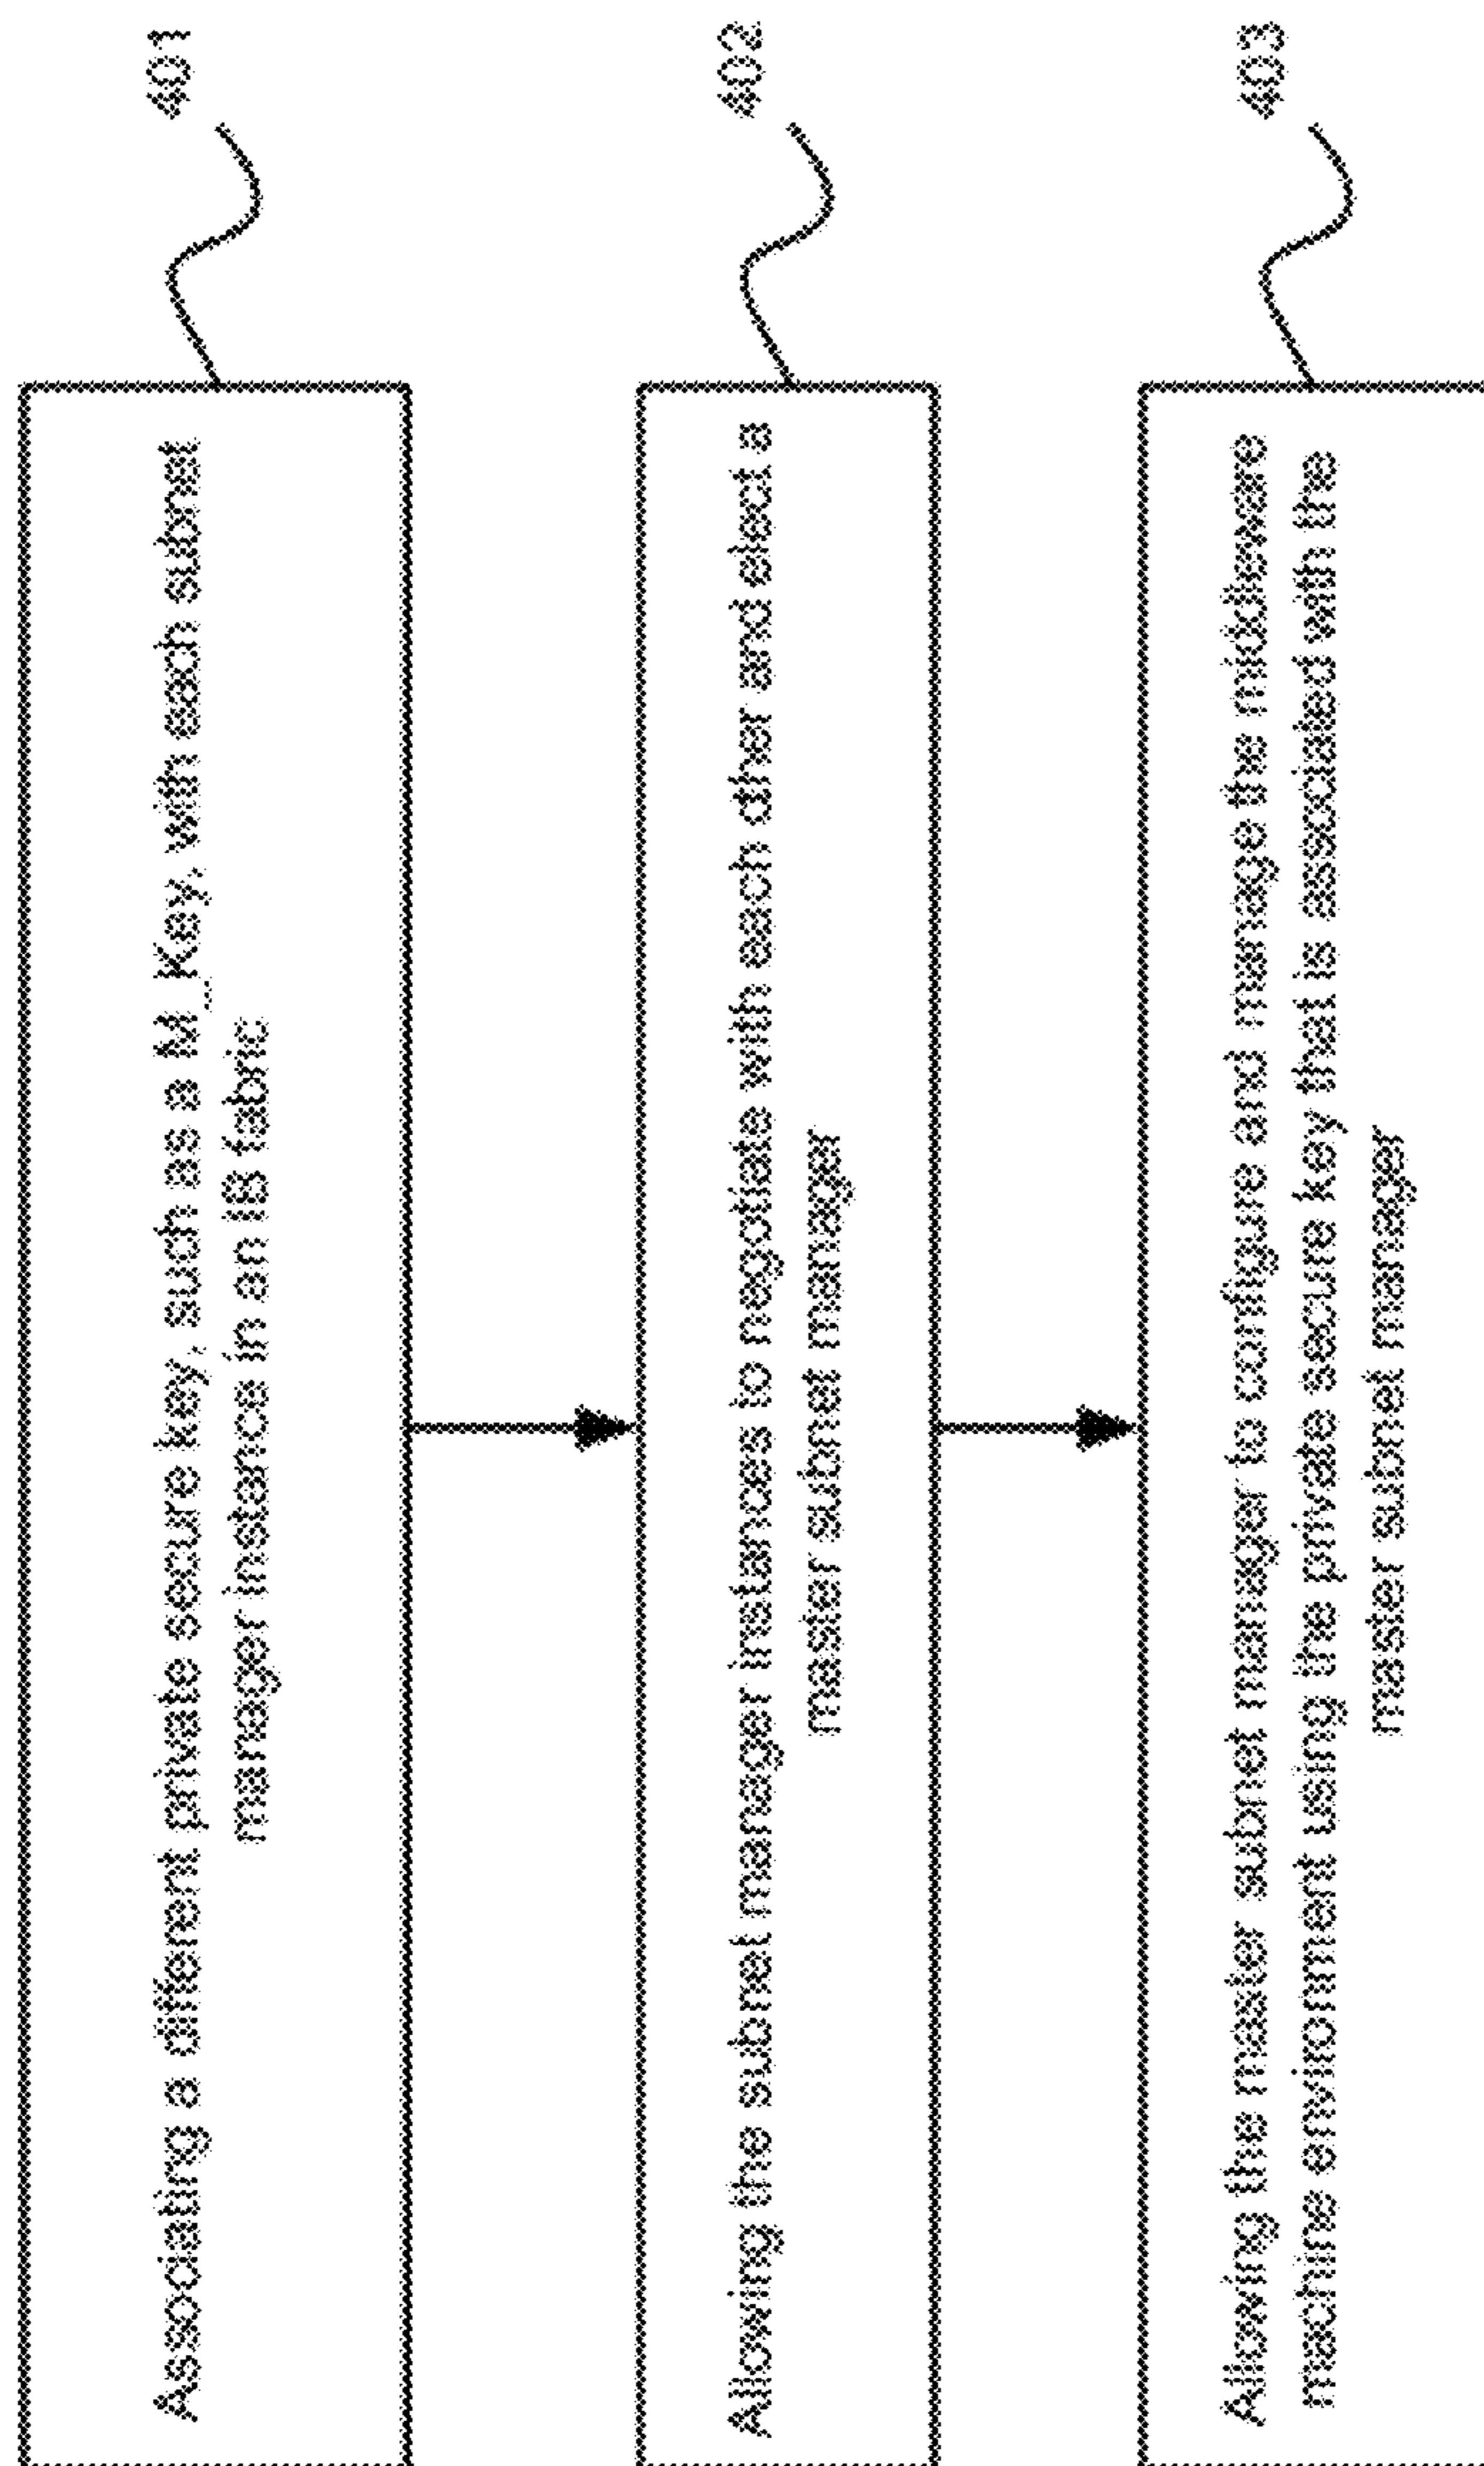 Associating a different private secure key, such as a M_Key, with each subnet
manager instance in an IB fabric
401
Allowing the subnet manager instances to negotiate with each other and elect a
master subnet manager
402
Allowing the master subnet manager to configure and manage the middleware
machine environment using the private secure key that is associated with the
master subnet manager
403